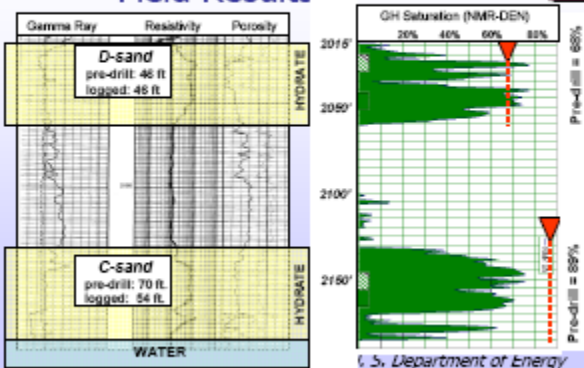 Field Results
Gamma Ray Resistivity Porosity
D-sand
pre-drill: 46 ft
logged: 46 ft
HYDRATE
C-sand
pre-drill: 70 ft.
logged: 54 ft.
HYDRATE
WATER
GH Saturation (NMR-DEN)
20% 40% 60% 80%
2015'
2050'
2100'
2150'
Pre-drill = 68%
Pre-drill = 89%
S. Department of Energy